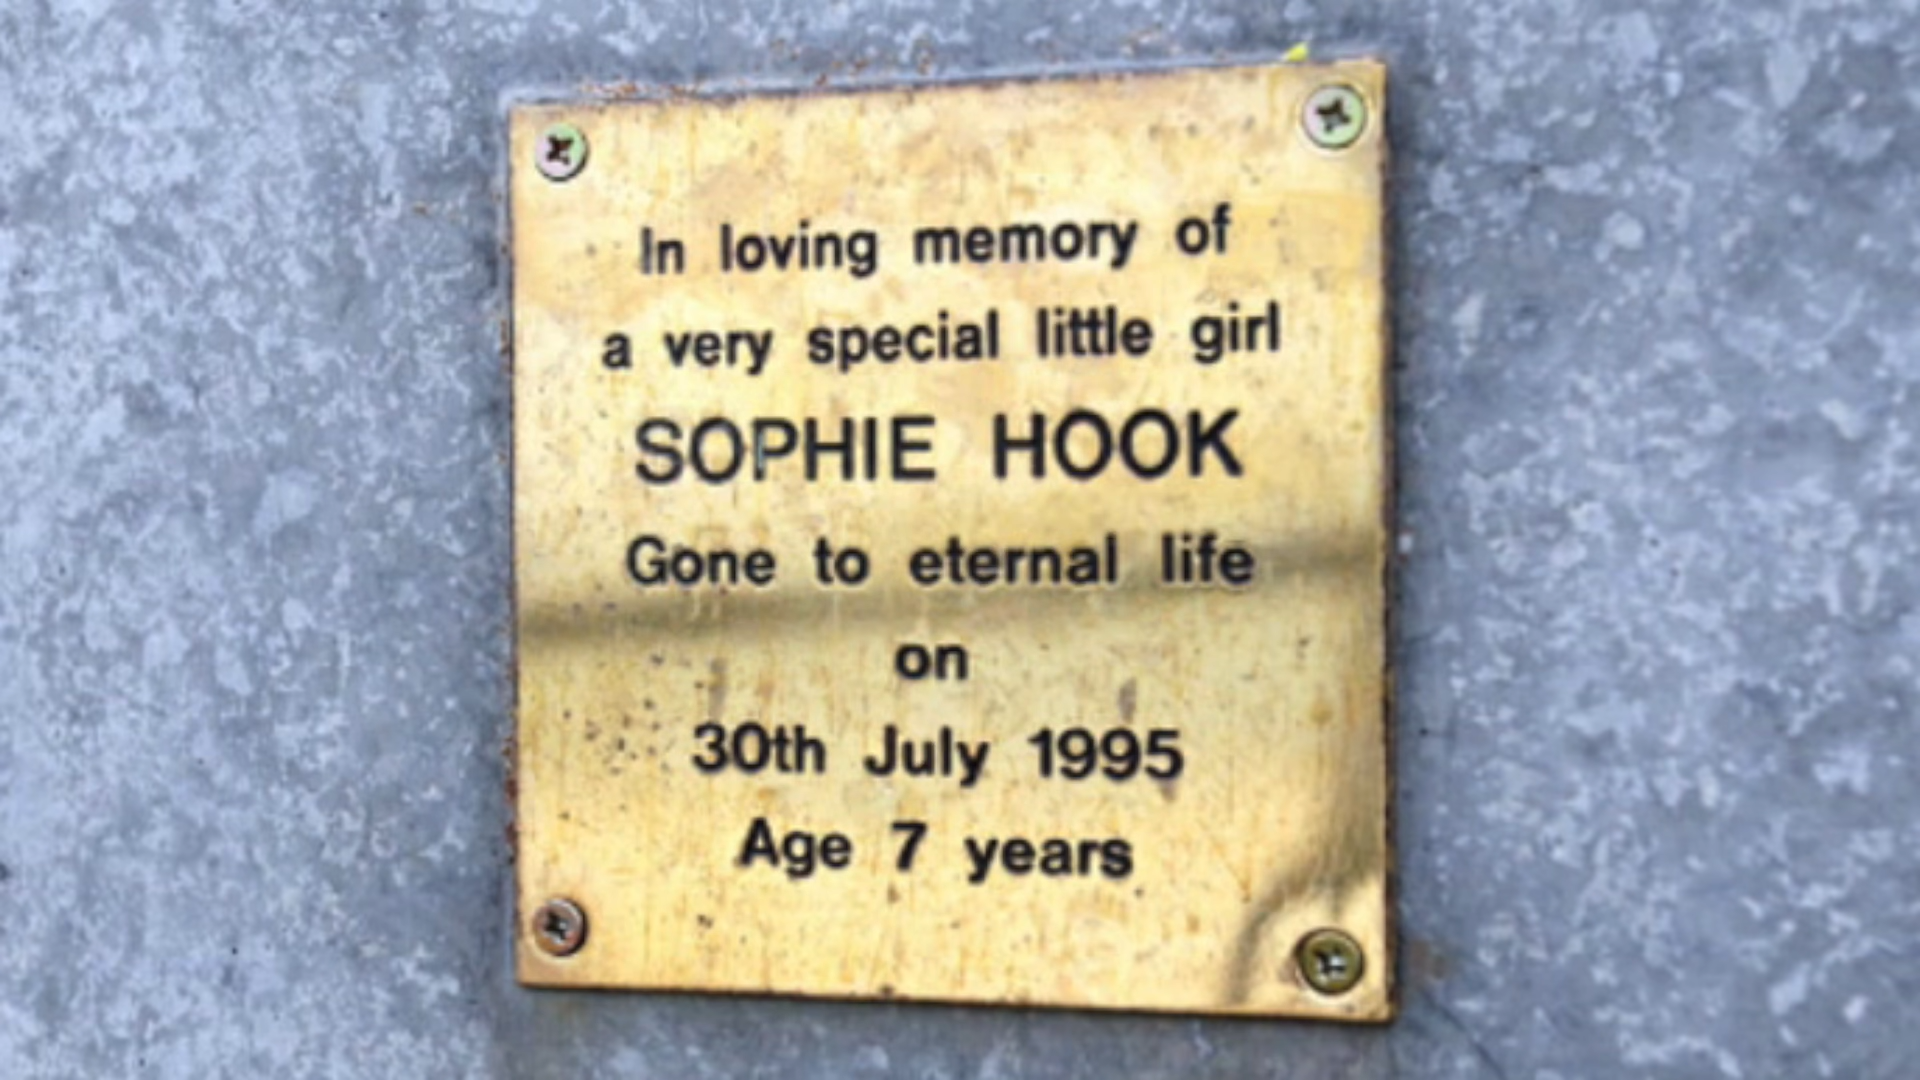 In loving memory of
a very special little girl
SOPHIE HOOK
Gone to eternal life
on
30th July 1995
Age 7 years